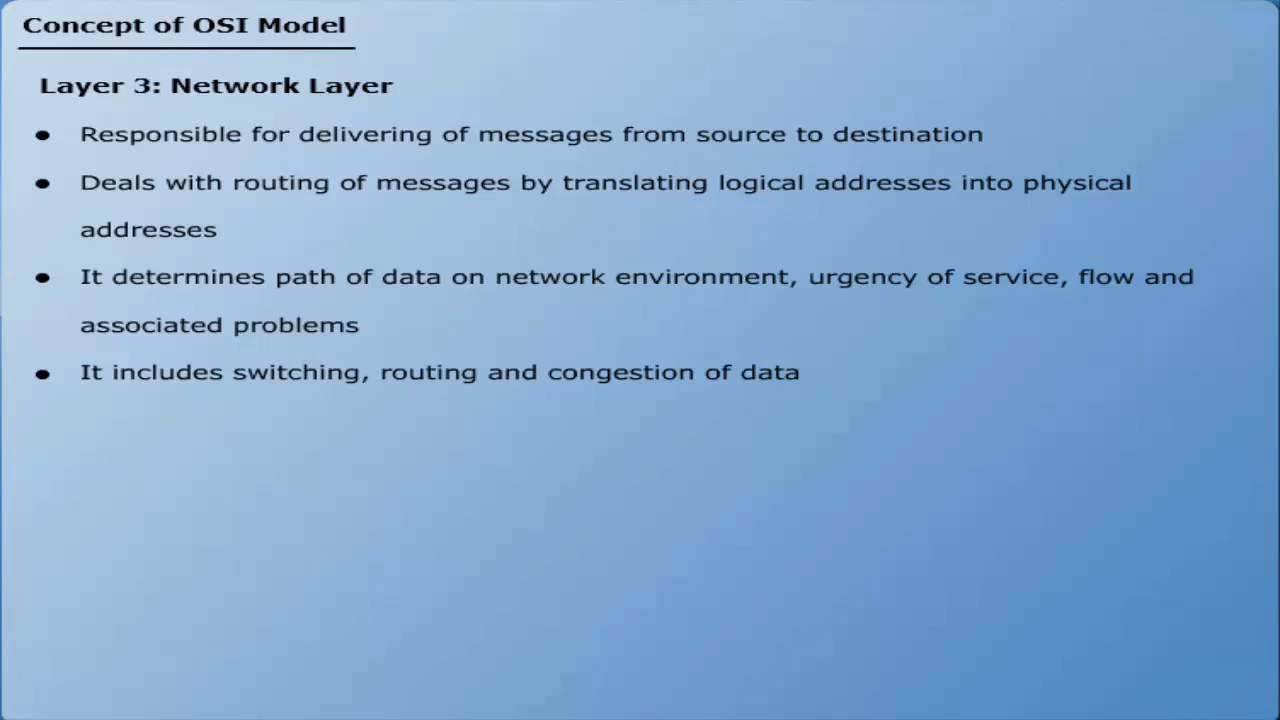 Concept of OSI Model
Layer 3: Network Layer
● Responsible for delivering of messages from source to destination
● Deals with routing of messages by translating logical addresses into physical
addresses
● It determines path of data on network environment, urgency of service, flow and
associated problems
● It includes switching, routing and congestion of data